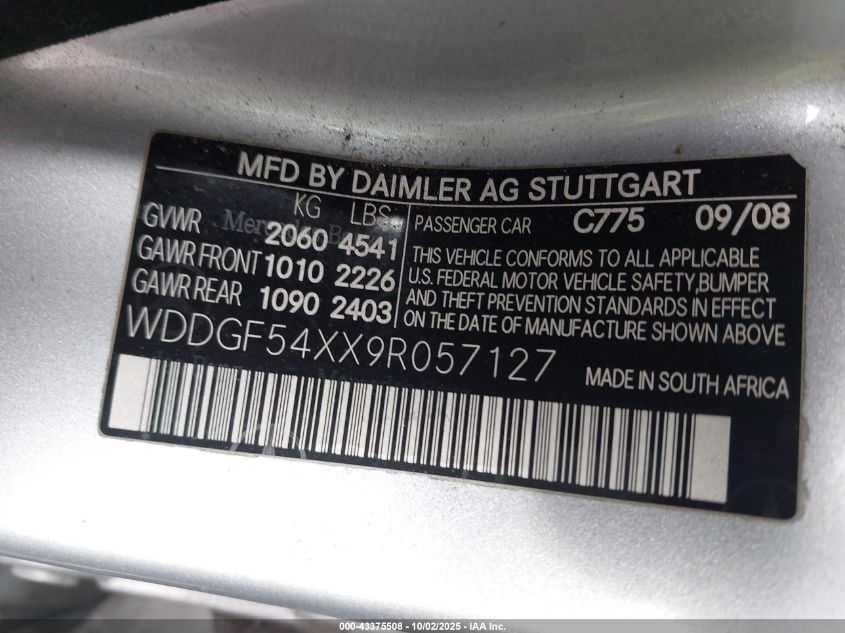 MFD BY DAIMLER AG STUTTGART
KG LBS
GVWR 2060 4541
GAWR FRONT 1010 2226
GAWR REAR 1090 2403
PASSENGER CAR C775 09/08
THIS VEHICLE CONFORMS TO ALL APPLICABLE
U.S. FEDERAL MOTOR VEHICLE SAFETY,BUMPER
AND THEFT PREVENTION STANDARDS IN EFFECT
ON THE DATE OF MANUFACTURE SHOWN ABOVE
WDDGF54XX9R057127
MADE IN SOUTH AFRICA
000-43375508 - 10/02/2025 - IAA Inc.